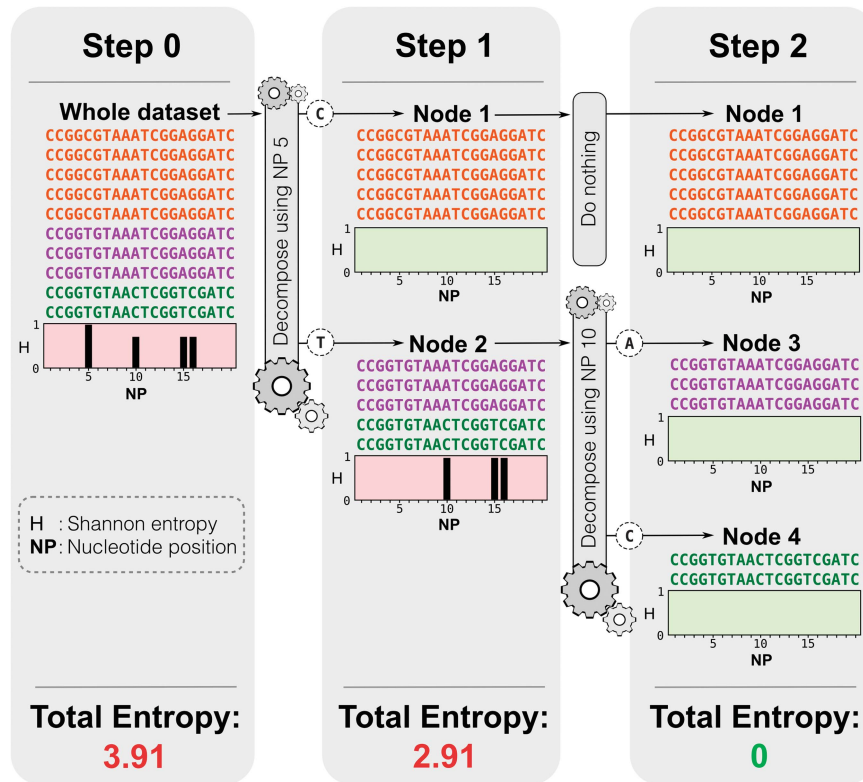 Step 0
Whole dataset
CCGGCGTAAATCGGAGGATC
CCGGCGTAAATCGGAGGATC
CCGGCGTAAATCGGAGGATC
CCGGCGTAAATCGGAGGATC
CCGGCGTAAATCGGAGGATC
CCGGTGTAAATCGGAGGATC
CCGGTGTAAATCGGAGGATC
CCGGTGTAAATCGGAGGATC
CCGGTGTAACTCGGTCGATC
CCGGTGTAACTCGGTCGATC
1
H
0
5 10 15
NP
H : Shannon entropy
NP: Nucleotide position
Total Entropy:
3.91
Decompose using NP 5
C
T
Step 1
Node 1
CCGGCGTAAATCGGAGGATC
CCGGCGTAAATCGGAGGATC
CCGGCGTAAATCGGAGGATC
CCGGCGTAAATCGGAGGATC
CCGGCGTAAATCGGAGGATC
1
H
0
5 10 15
NP
Node 2
CCGGTGTAAATCGGAGGATC
CCGGTGTAAATCGGAGGATC
CCGGTGTAAATCGGAGGATC
CCGGTGTAACTCGGTCGATC
CCGGTGTAACTCGGTCGATC
1
H
0
5 10 15
NP
Total Entropy:
2.91
Do nothing
Decompose using NP 10
A
C
Step 2
Node 1
CCGGCGTAAATCGGAGGATC
CCGGCGTAAATCGGAGGATC
CCGGCGTAAATCGGAGGATC
CCGGCGTAAATCGGAGGATC
CCGGCGTAAATCGGAGGATC
1
H
0
5 10 15
NP
Node 3
CCGGTGTAAATCGGAGGATC
CCGGTGTAAATCGGAGGATC
CCGGTGTAAATCGGAGGATC
1
H
0
5 10 15
NP
Node 4
CCGGTGTAACTCGGTCGATC
CCGGTGTAACTCGGTCGATC
1
H
0
5 10 15
NP
Total Entropy:
0